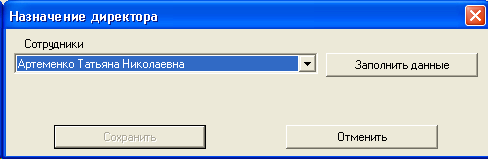 Назначение директора
Сотрудники
Артеменко Татьяна Николаевна
Заполнить данные
Сохранить
Отменить